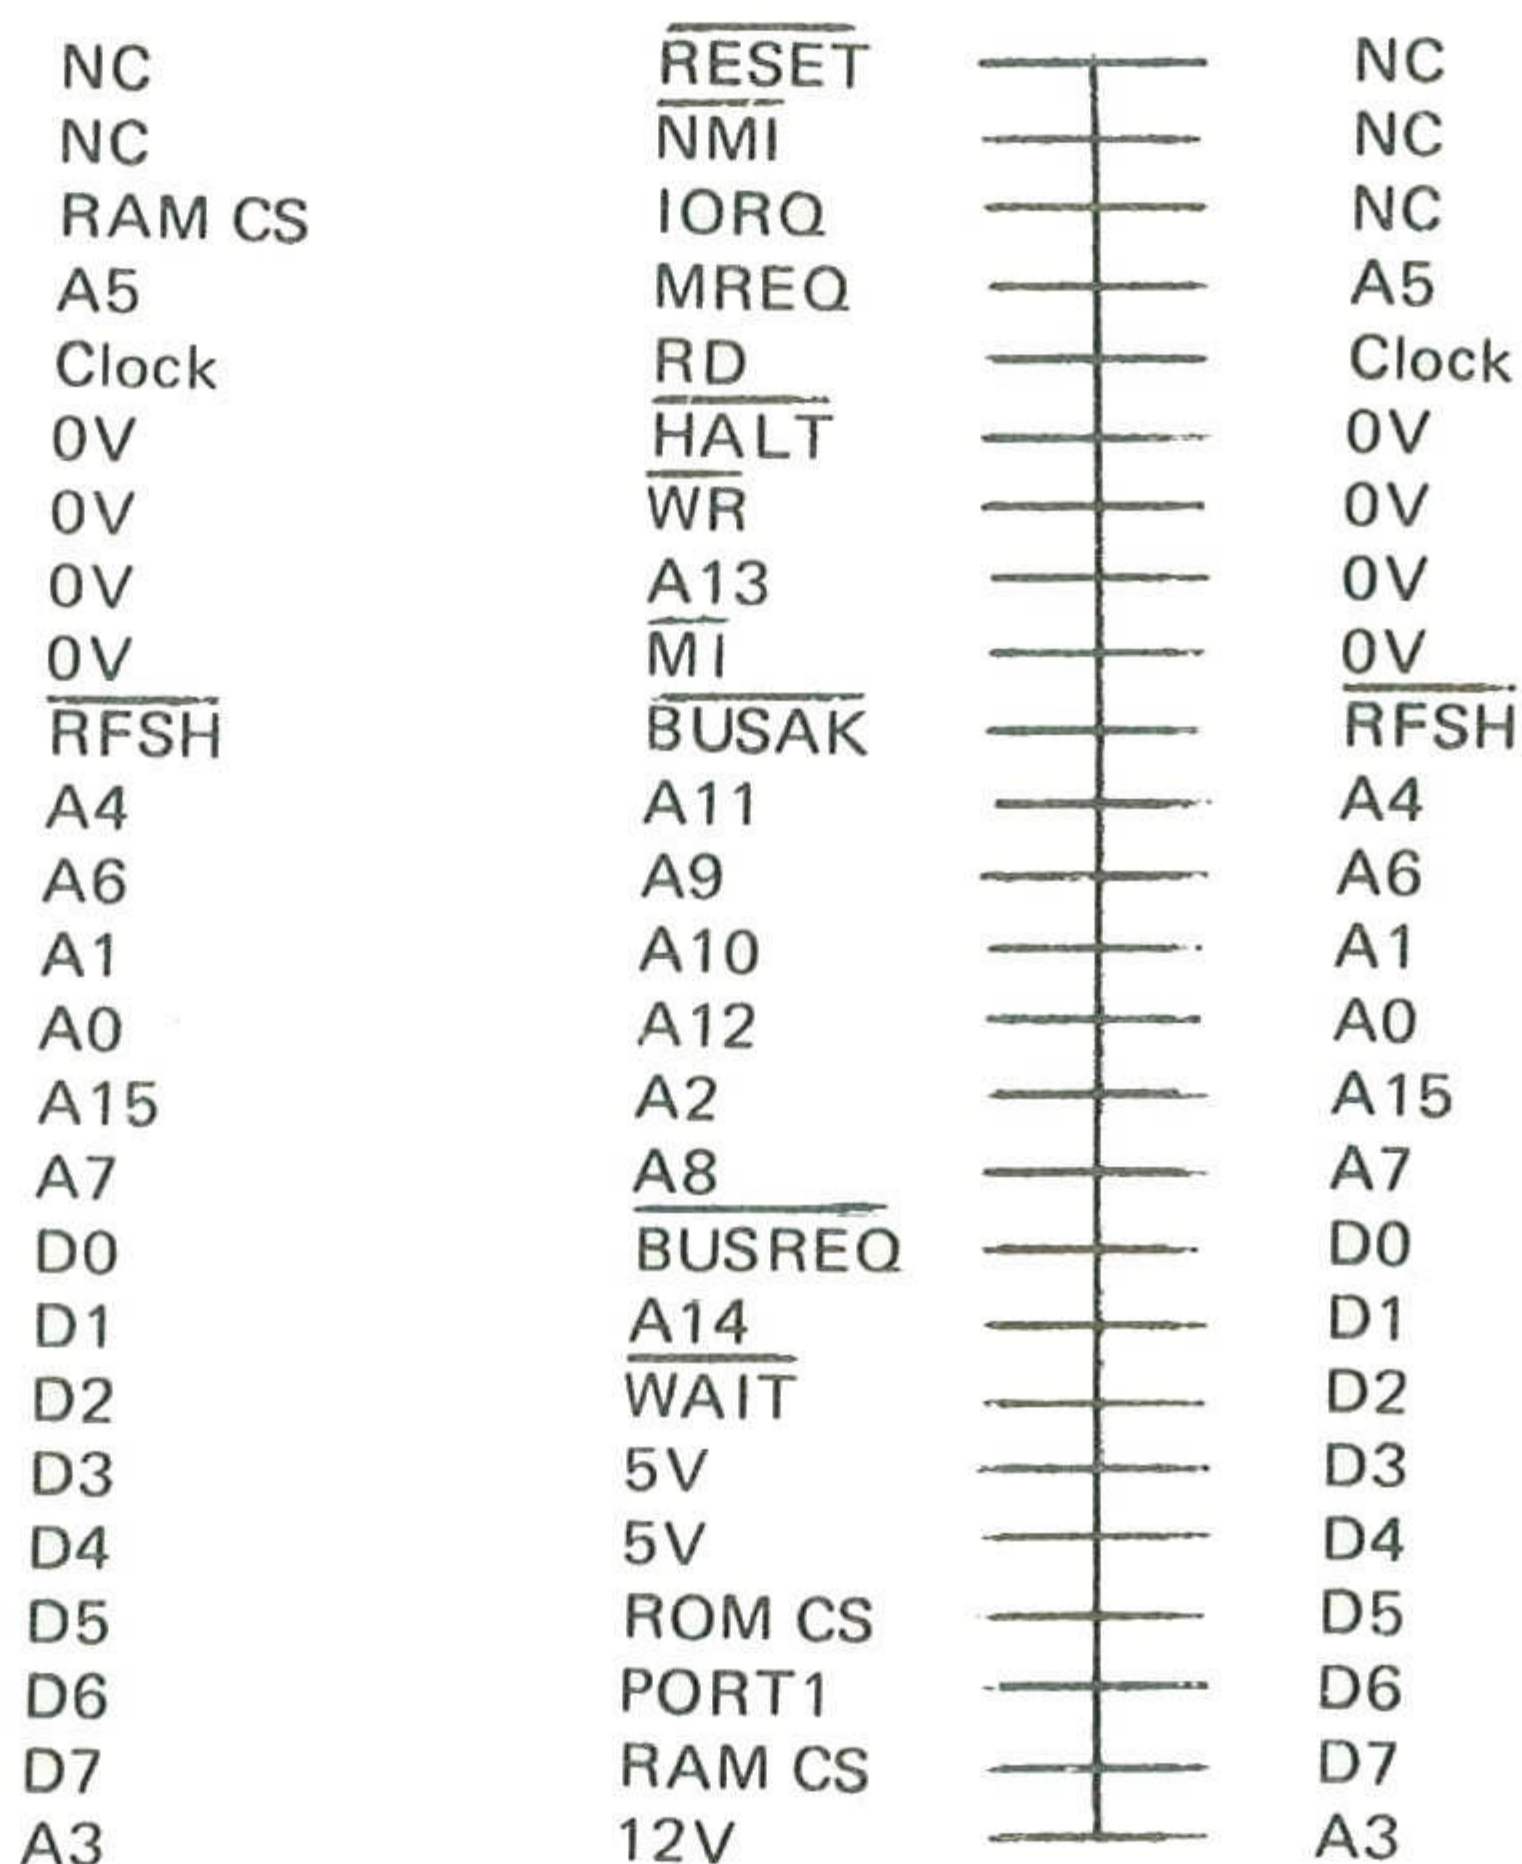 NC RESET NC
NC NMI NC
RAM CS IORQ NC
A5 MREQ A5
Clock RD Clock
0V HALT 0V
0V WR 0V
0V A13 0V
0V MI 0V
RFSH BUSAK RFSH
A4 A11 A4
A6 A9 A6
A1 A10 A1
A0 A12 A0
A15 A2 A15
A7 A8 A7
D0 BUSREQ D0
D1 A14 D1
D2 WAIT D2
D3 5V D3
D4 5V D4
D5 ROM CS D5
D6 PORT1 D6
D7 RAM CS D7
A3 12V A3